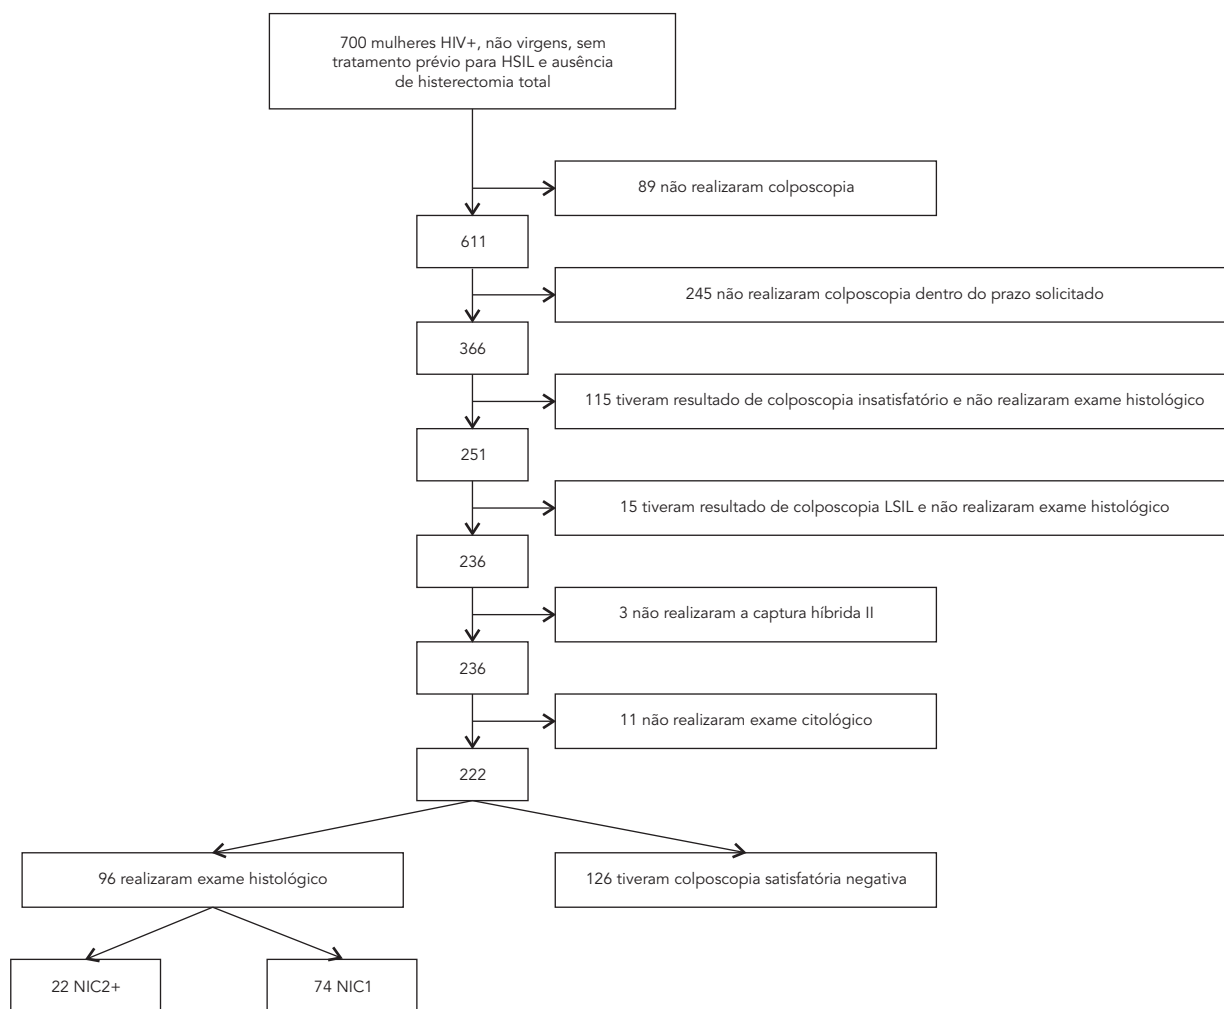 700 mulheres HIV+, não virgens, sem
tratamento prévio para HSIL e ausência
de histerectomia total
89 não realizaram colposcopia
611
245 não realizaram colposcopia dentro do prazo solicitado
366
115 tiveram resultado de colposcopia insatisfatório e não realizaram exame histológico
251
15 tiveram resultado de colposcopia LSIL e não realizaram exame histológico
236
3 não realizaram a captura híbrida II
236
11 não realizaram exame citológico
222
96 realizaram exame histológico
126 tiveram colposcopia satisfatória negativa
22 NIC2+
74 NIC1